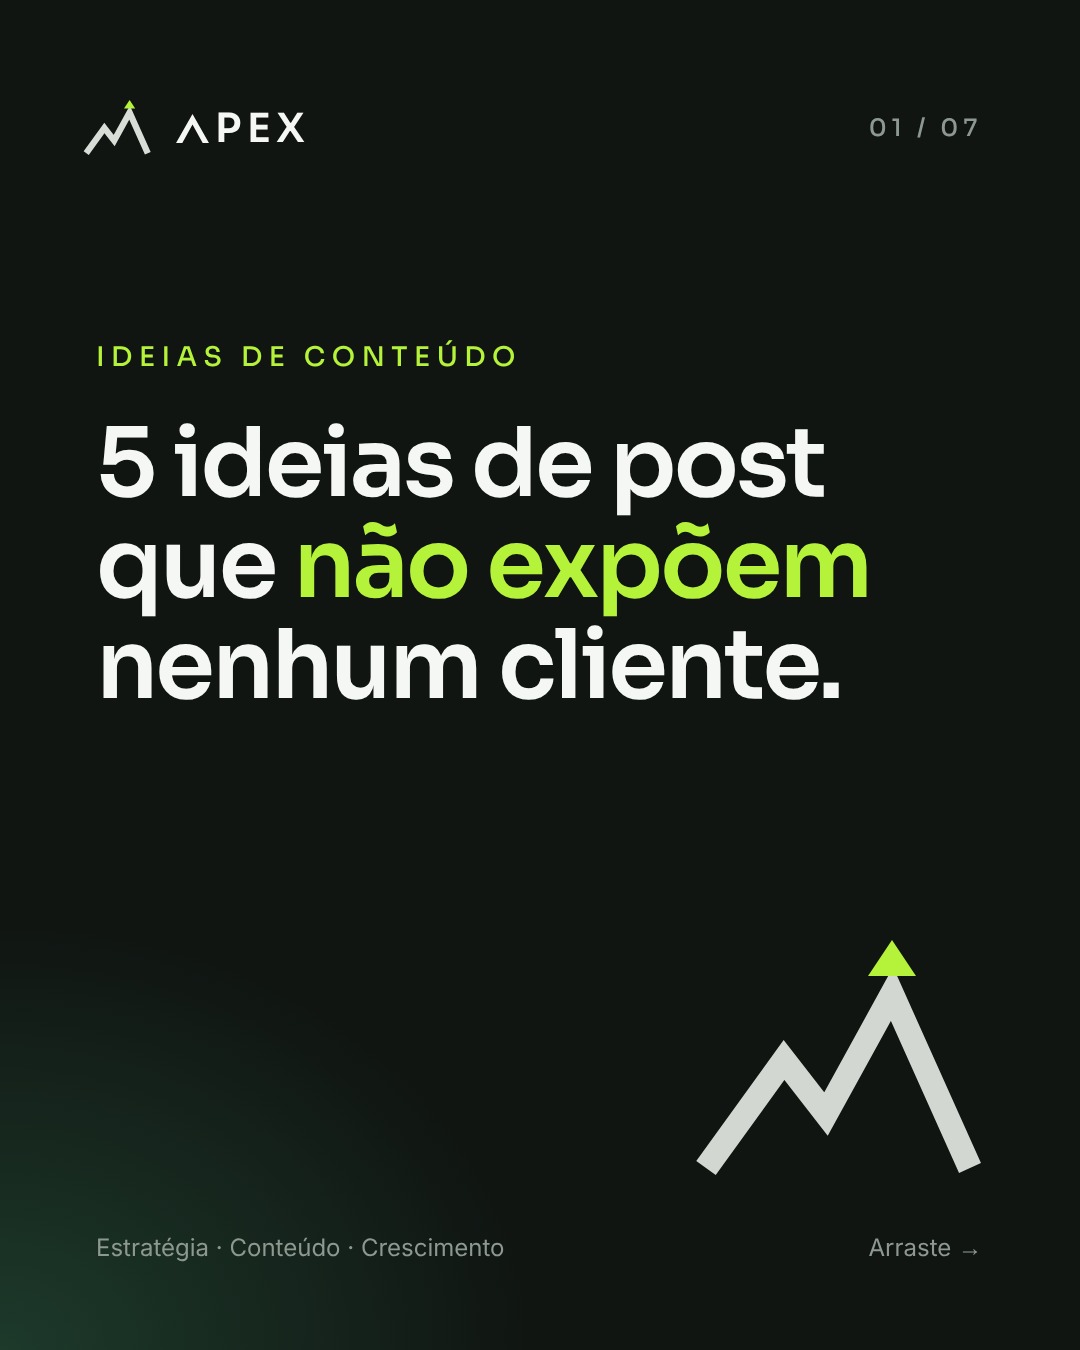 APEX
01 / 07
IDEIAS DE CONTEÚDO
5 ideias de post
que não expõem
nenhum cliente.
Estratégia · Conteúdo · Crescimento
Arraste →